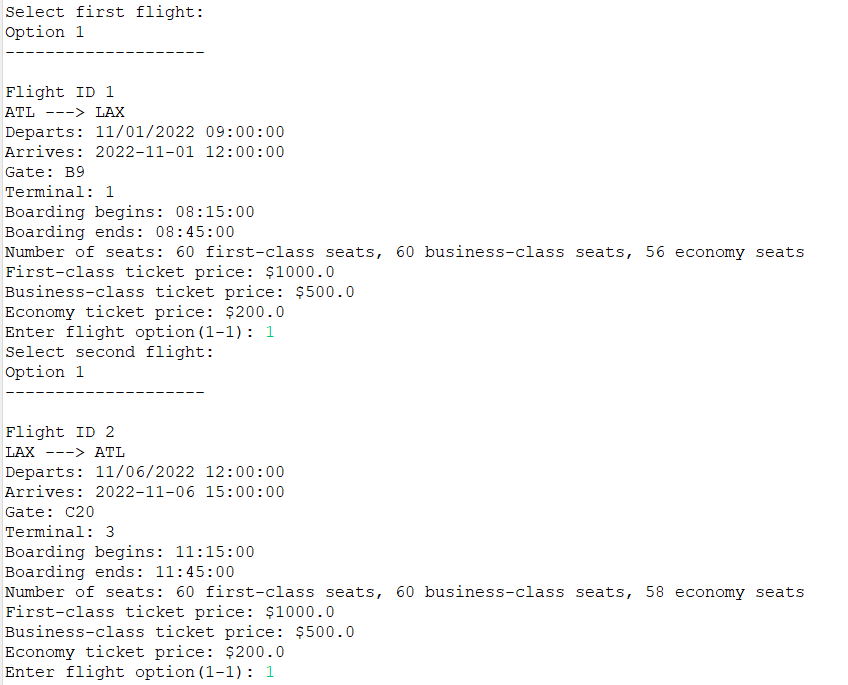 Select first flight:
Option 1
--------------------
Flight ID 1
ATL ---> LAX
Departs: 11/01/2022 09:00:00
Arrives: 2022-11-01 12:00:00
Gate: B9
Terminal: 1
Boarding begins: 08:15:00
Boarding ends: 08:45:00
Number of seats: 60 first-class seats, 60 business-class seats, 56 economy seats
First-class ticket price: $1000.0
Business-class ticket price: $500.0
Economy ticket price: $200.0
Enter flight option(1-1): 1
Select second flight:
Option 1
--------------------
Flight ID 2
LAX ---> ATL
Departs: 11/06/2022 12:00:00
Arrives: 2022-11-06 15:00:00
Gate: C20
Terminal: 3
Boarding begins: 11:15:00
Boarding ends: 11:45:00
Number of seats: 60 first-class seats, 60 business-class seats, 58 economy seats
First-class ticket price: $1000.0
Business-class ticket price: $500.0
Economy ticket price: $200.0
Enter flight option(1-1): 1